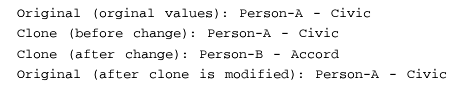 Original (orginal values): Person-A - Civic
Clone (before change): Person-A - Civic
Clone (after change): Person-B - Accord
Original (after clone is modified): Person-A - Civic